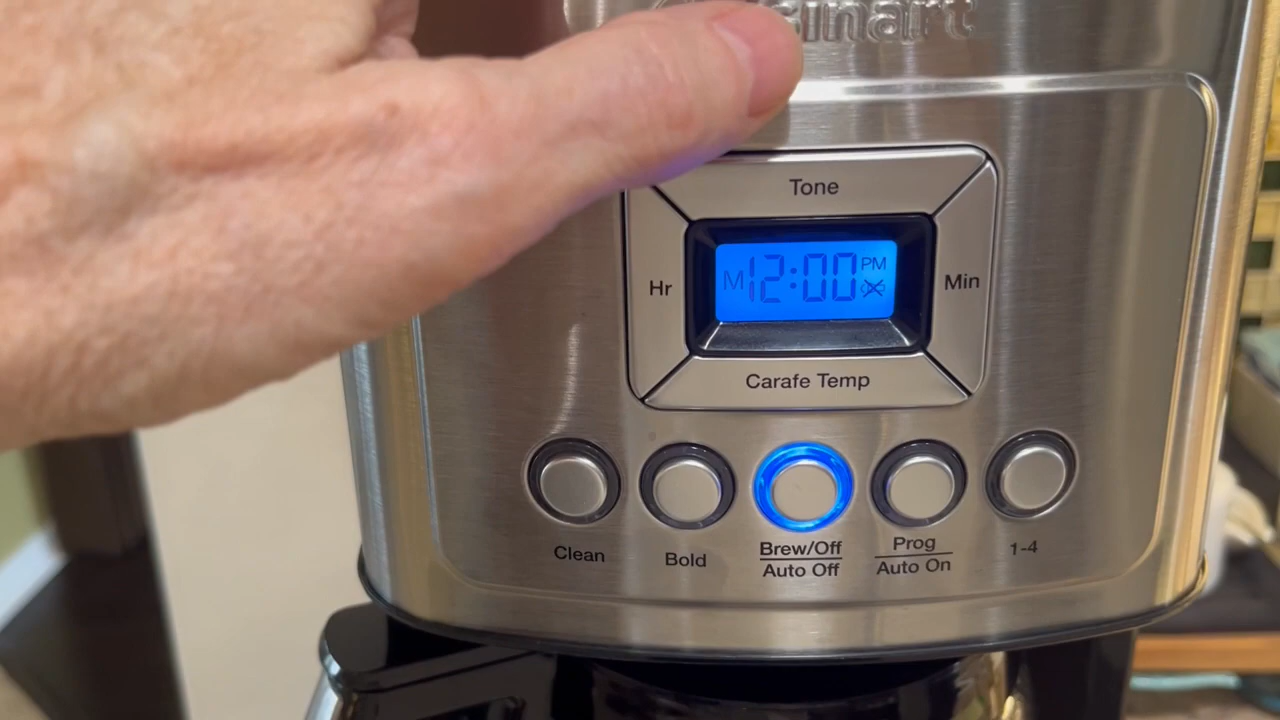 inart
Tone
Hr
M 12:00 PM
Min
Carafe Temp
Clean
Bold
Brew/Off
Auto Off
Prog
Auto On
1-4